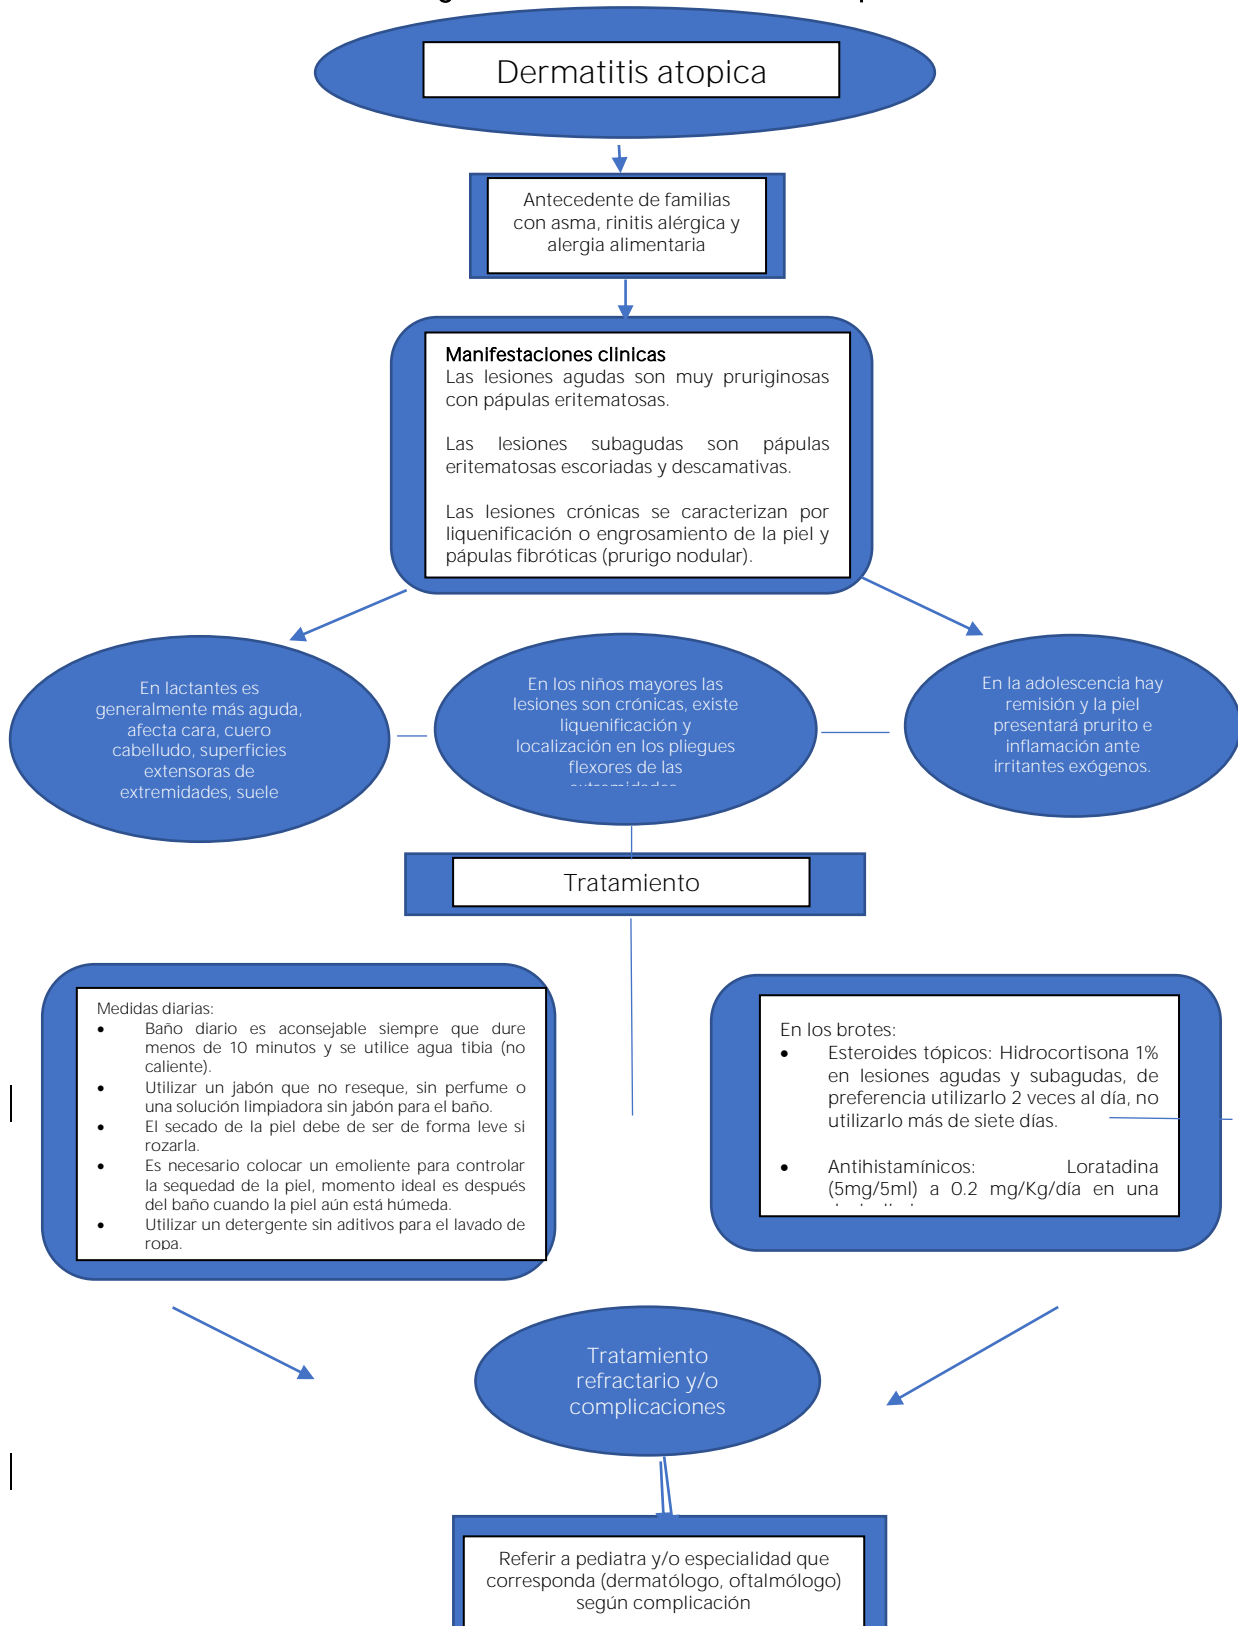 Dermatitis atopica
Antecedente de familias
con asma, rinitis alérgica y
alergia alimentaria
Manifestaciones clinicas
Las lesiones agudas son muy pruriginosas
con pápulas eritematosas.
Las lesiones subagudas son pápulas
eritematosas escoriadas y descamativas.
Las lesiones crónicas se caracterizan por
liquenificación o engrosamiento de la piel y
pápulas fibróticas (prurigo nodular).
En lactantes es
generalmente más aguda,
afecta cara, cuero
cabelludo, superficies
extensoras de
extremidades, suele
En los niños mayores las
lesiones son crónicas, existe
liquenificación y
localización en los pliegues
flexores de las
En la adolescencia hay
remisión y la piel
presentará prurito e
inflamación ante
irritantes exógenos.
Tratamiento
Medidas diarias:
• Baño diario es aconsejable siempre que dure
menos de 10 minutos y se utilice agua tibia (no
caliente).
• Utilizar un jabón que no reseque, sin perfume o
una solución limpiadora sin jabón para el baño.
• El secado de la piel debe de ser de forma leve si
rozarla.
• Es necesario colocar un emoliente para controlar
la sequedad de la piel, momento ideal es después
del baño cuando la piel aún está húmeda.
• Utilizar un detergente sin aditivos para el lavado de
ropa.
En los brotes:
• Esteroides tópicos: Hidrocortisona 1%
en lesiones agudas y subagudas, de
preferencia utilizarlo 2 veces al día, no
utilizarlo más de siete días.
• Antihistamínicos: Loratadina
(5mg/5ml) a 0.2 mg/Kg/día en una
Tratamiento
refractario y/o
complicaciones
Referir a pediatra y/o especialidad que
corresponda (dermatólogo, oftalmólogo)
según complicación